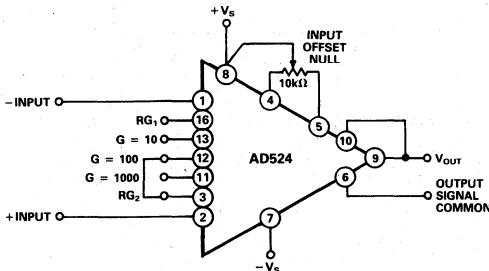 +VS
INPUT
OFFSET
NULL
8
10kΩ
4
−INPUT
1
5
RG1
16
10
G = 10
13
G = 100
12
AD524
9
VOUT
G = 1000
11
6
OUTPUT
SIGNAL
COMMON
RG2
3
+INPUT
2
7
−VS